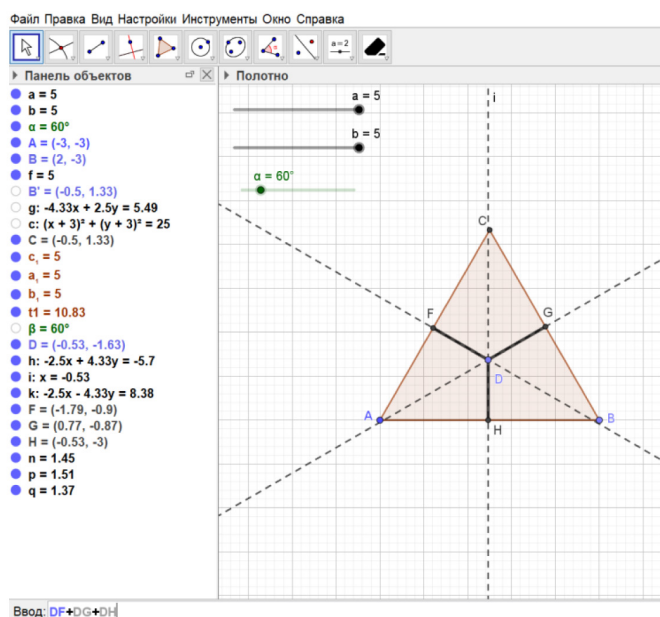 Файл Правка Вид Настройки Инструменты Окно Справка
a=2
Панель объектов
Полотно
a = 5
b = 5
α = 60°
A = (-3, -3)
B = (2, -3)
f = 5
B' = (-0.5, 1.33)
g: -4.33x + 2.5y = 5.49
c: (x + 3)² + (y + 3)² = 25
C = (-0.5, 1.33)
c₁ = 5
a₁ = 5
b₁ = 5
t1 = 10.83
β = 60°
D = (-0.53, -1.63)
h: -2.5x + 4.33y = -5.7
i: x = -0.53
k: -2.5x - 4.33y = 8.38
F = (-1.79, -0.9)
G = (0.77, -0.87)
H = (-0.53, -3)
n = 1.45
p = 1.51
q = 1.37
a = 5
i
b = 5
α = 60°
C
F
G
D
A
B
H
Ввод: DF+DG+DH